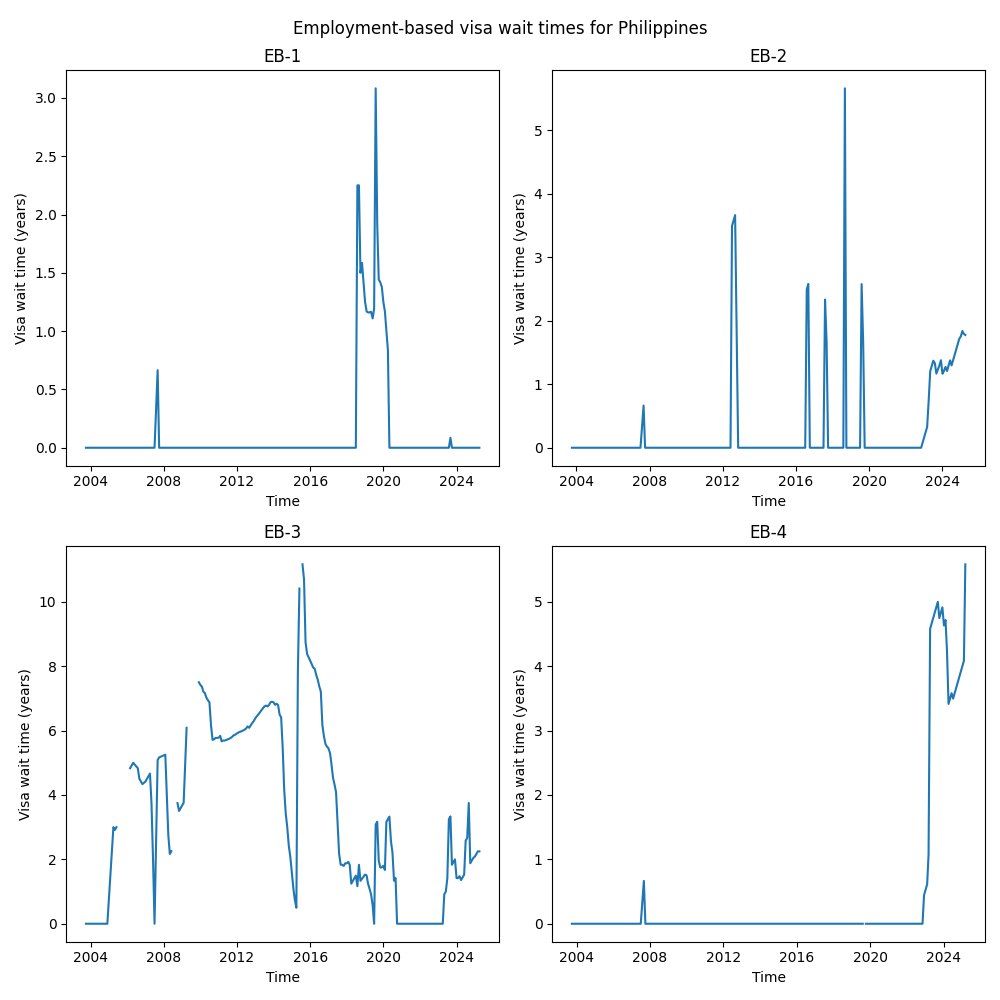 Employment-based visa wait times for Philippines
EB-1
3.0
2.5
2.0
1.5
1.0
0.5
0.0
Visa wait time (years)
2004 2008 2012 2016 2020 2024
Time
EB-2
5
4
3
2
1
0
Visa wait time (years)
2004 2008 2012 2016 2020 2024
Time
EB-3
10
8
6
4
2
0
Visa wait time (years)
2004 2008 2012 2016 2020 2024
Time
EB-4
5
4
3
2
1
0
Visa wait time (years)
2004 2008 2012 2016 2020 2024
Time